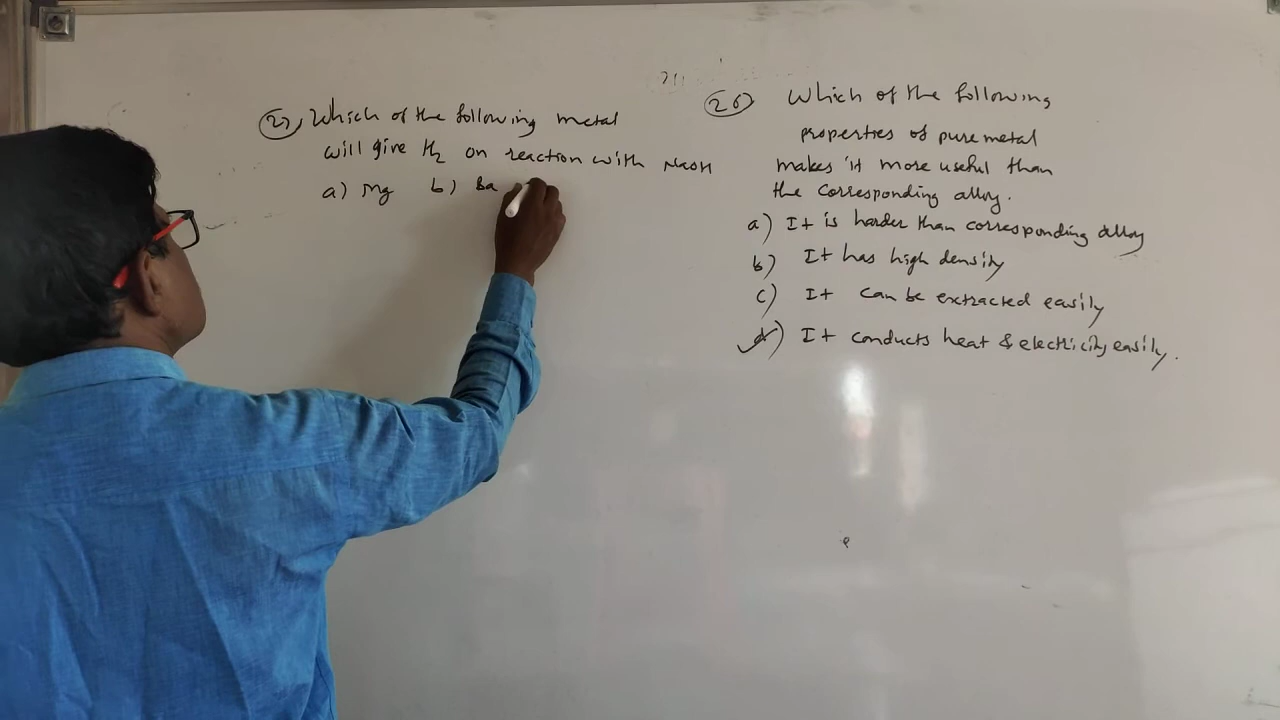 27) Which of the following metal
will give H2 on reaction with NaOH
a) Mg b) Ba
26) Which of the following
properties of pure metal
makes it more useful than
the corresponding alloy.
a) It is harder than corresponding alloy
b) It has high density
c) It can be exctracted easily
d) It conducts heat & electricity easily.